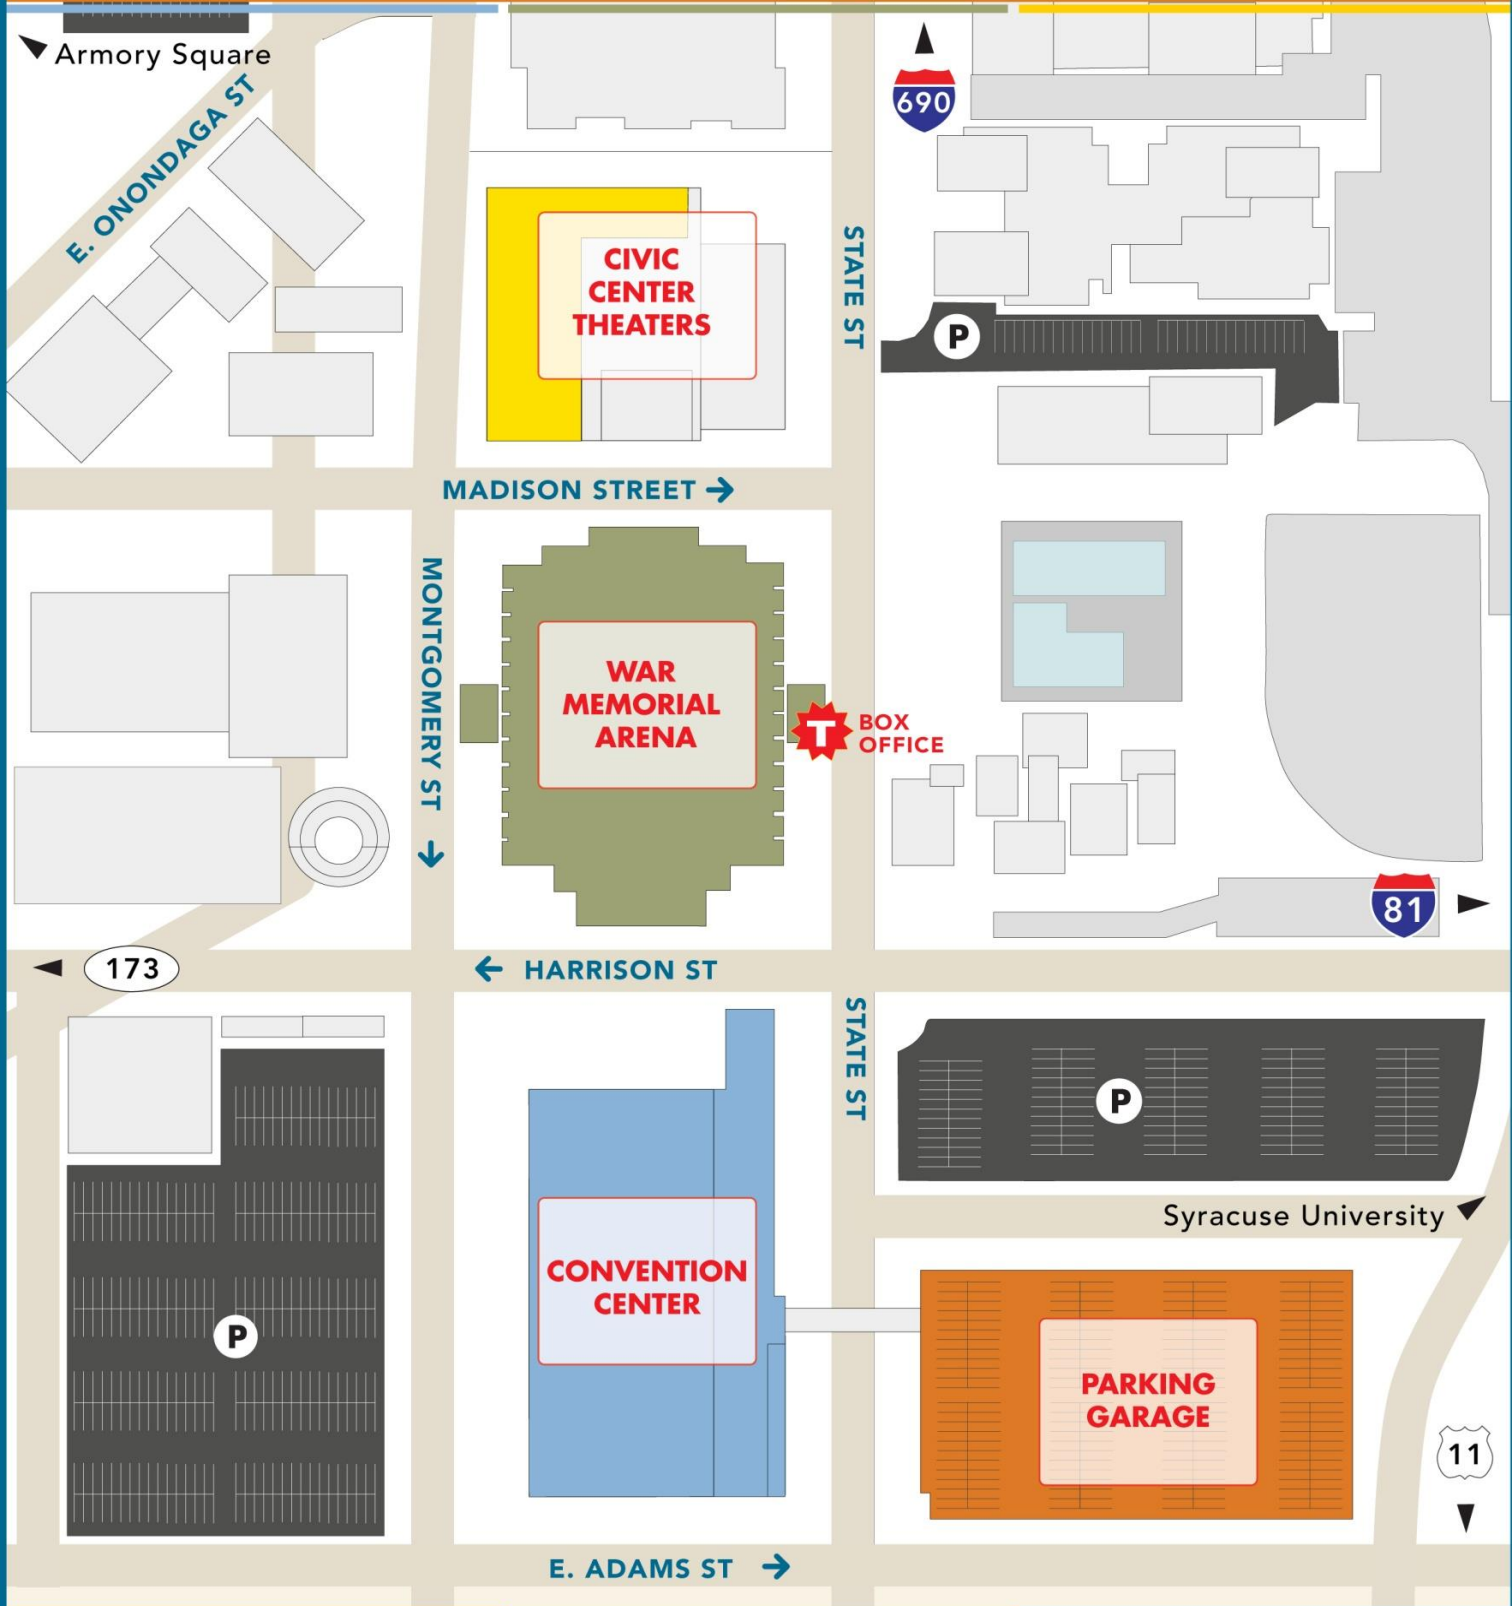 Armory Square
690
E. ONONDAGA ST
CIVIC
CENTER
THEATERS
STATE ST
P
MADISON STREET
MONTGOMERY ST
WAR
MEMORIAL
ARENA
T
BOX
OFFICE
81
173
HARRISON ST
STATE ST
P
Syracuse University
CONVENTION
CENTER
P
PARKING
GARAGE
11
E. ADAMS ST